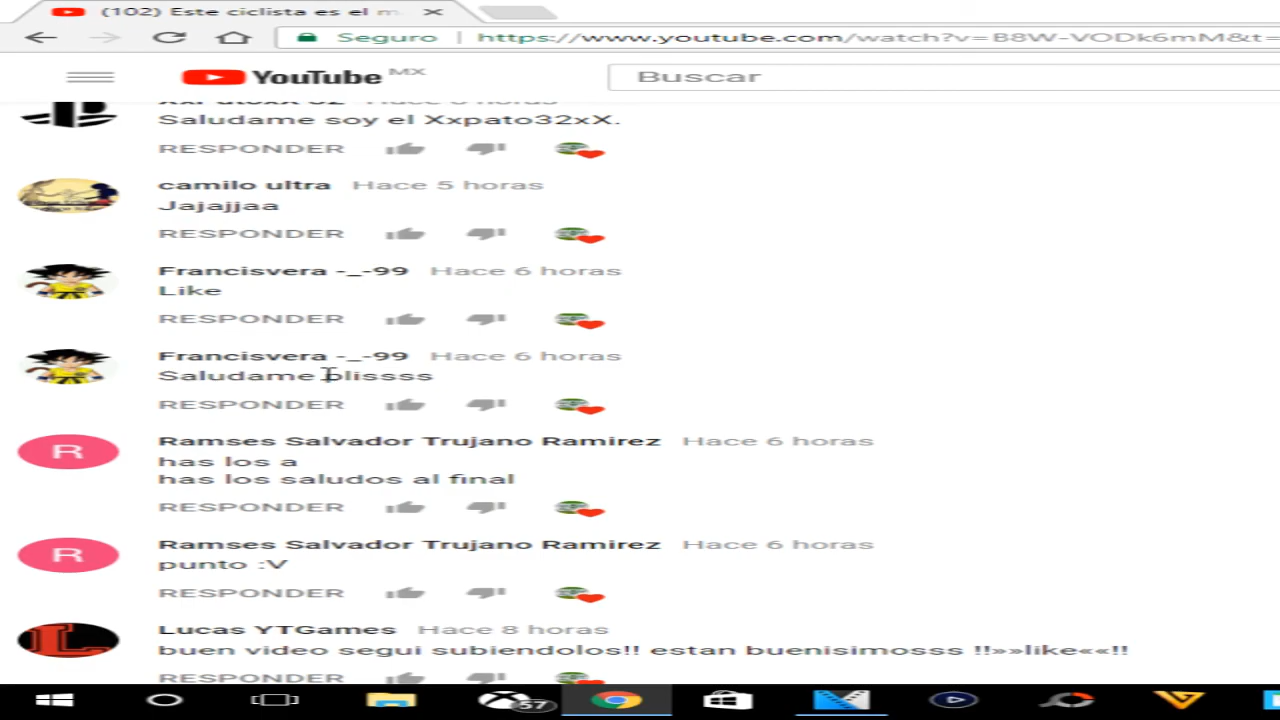 (102) Este ciclista es el m
Seguro | https://www.youtube.com/watch?v=B8W-VODk6mM&t=
YouTube MX
Buscar
Saludame soy el Xxpato32xX.
RESPONDER
camilo ultra Hace 5 horas
Jajajjaa
RESPONDER
Francisvera -_-99 Hace 6 horas
Like
RESPONDER
Francisvera -_-99 Hace 6 horas
Saludame plissss
RESPONDER
R
Ramses Salvador Trujano Ramirez Hace 6 horas
has los a
has los saludos al final
RESPONDER
R
Ramses Salvador Trujano Ramirez Hace 6 horas
punto :V
RESPONDER
L
Lucas YTGames Hace 8 horas
buen video segui subiendolos!! estan buenisimosss !!»»like««!!
RESPONDER
57